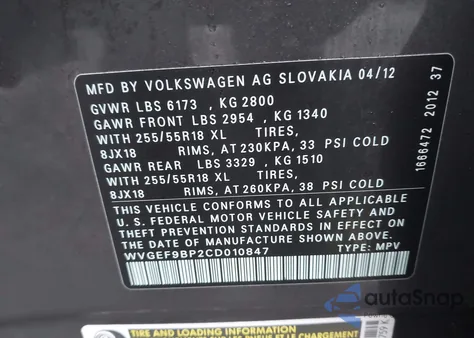 MFD BY VOLKSWAGEN AG SLOVAKIA 04/12
GVWR LBS 6173 , KG 2800
GAWR FRONT LBS 2954 , KG 1340
WITH 255/55R18 XL TIRES,
8JX18 RIMS, AT 230KPA, 33 PSI COLD
GAWR REAR LBS 3329 , KG 1510
WITH 255/55R18 XL TIRES,
8JX18 RIMS, AT 260KPA, 38 PSI COLD
THIS VEHICLE CONFORMS TO ALL APPLICABLE
U. S. FEDERAL MOTOR VEHICLE SAFETY AND
THEFT PREVENTION STANDARDS IN EFFECT ON
THE DATE OF MANUFACTURE SHOWN ABOVE.
WVGEF9BP2CD010847 TYPE: MPV
1666472 2012 37
AutoSnap
TIRE AND LOADING INFORMATION